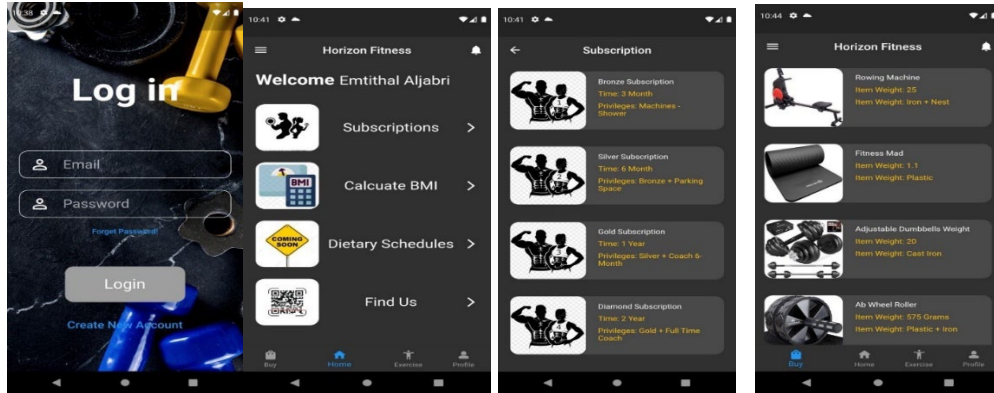 10:38
Log in
Email
Password
Forget Password!
Login
Create New Account
10:41
Horizon Fitness
Welcome Emtithal Aljabri
Subscriptions >
BMI
Calcuate BMI >
COMING
SOON
Dietary Schedules >
Find Us >
Buy Home Exercise Profile
10:41
Subscription
Bronze Subscription
Time: 3 Month
Privileges: Machines -
Shower
Silver Subscription
Time: 6 Month
Privileges: Bronze + Parking
Space
Gold Subscription
Time: 1 Year
Privileges: Silver + Coach 6-
Month
Diamond Subscription
Time: 2 Year
Privileges: Gold + Full Time
Coach
10:44
Horizon Fitness
Rowing Machine
Item Weight: 25
Item Weight: Iron + Nest
Fitness Mad
Item Weight: 1.1
Item Weight: Plastic
Adjustable Dumbbells Weight
Item Weight: 20
Item Weight: Cast Iron
Ab Wheel Roller
Item Weight: 575 Grame
Item Weight: Plastic + Iron
Buy Home Exercise Profile